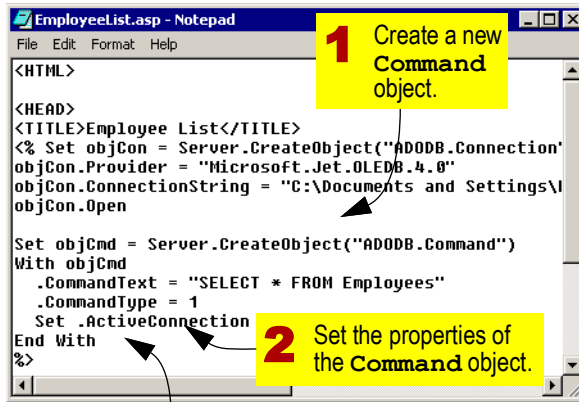 EmployeeList.asp - Notepad
File Edit Format Help
1 Create a new
Command
object.
<HTML>
<HEAD>
<TITLE>Employee List</TITLE>
<% Set objCon = Server.CreateObject("ADODB.Connection"
objCon.Provider = "Microsoft.Jet.OLEDB.4.0"
objCon.ConnectionString = "C:\Documents and Settings\
objCon.Open
Set objCmd = Server.CreateObject("ADODB.Command")
With objCmd
.CommandText = "SELECT * FROM Employees"
.CommandType = 1
Set .ActiveConnection
End With
%>
2 Set the properties of
the Command object.